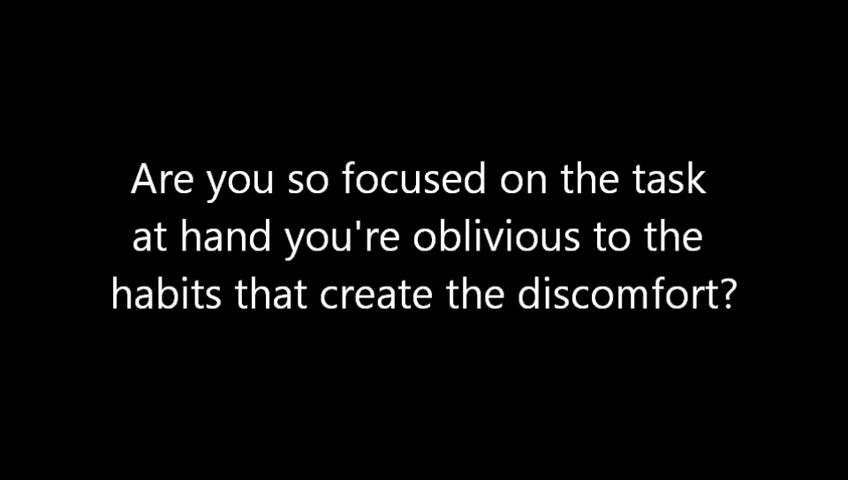 Are you so focused on the task
at hand you're oblivious to the
habits that create the discomfort?